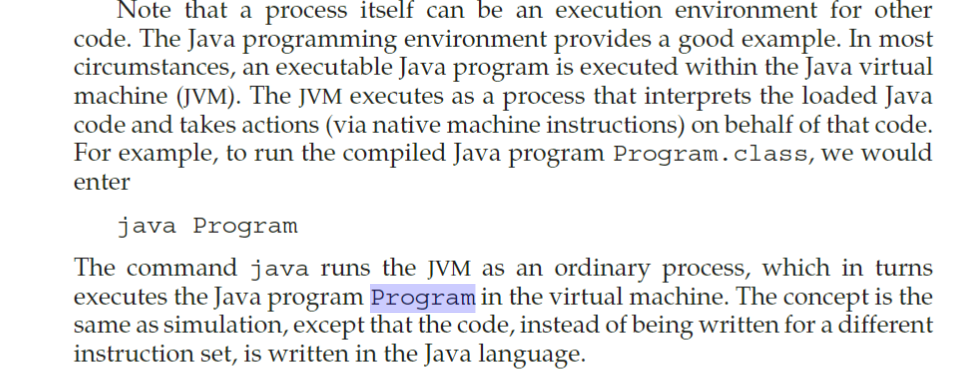 Note that a process itself can be an execution environment for other
code. The Java programming environment provides a good example. In most
circumstances, an executable Java program is executed within the Java virtual
machine (JVM). The JVM executes as a process that interprets the loaded Java
code and takes actions (via native machine instructions) on behalf of that code.
For example, to run the compiled Java program Program.class, we would
enter
java Program
The command java runs the JVM as an ordinary process, which in turns
executes the Java program Program in the virtual machine. The concept is the
same as simulation, except that the code, instead of being written for a different
instruction set, is written in the Java language.